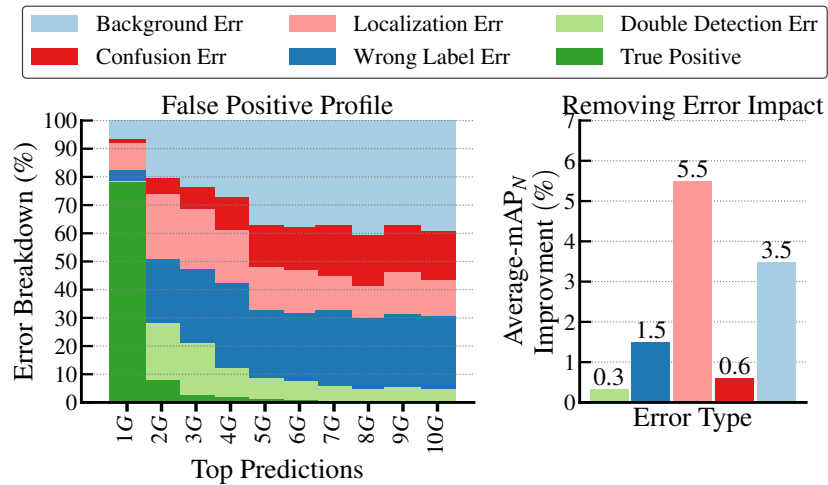 Background Err Localization Err Double Detection Err
Confusion Err Wrong Label Err True Positive
False Positive Profile
Error Breakdown (%)
100
90
80
70
60
50
40
30
20
10
0
1G 2G 3G 4G 5G 6G 7G 8G 9G 10G
Top Predictions
Removing Error Impact
Average-mAP_N
Improvment (%)
7
6
5
4
3
2
1
0
0.3 1.5 5.5 0.6 3.5
Error Type